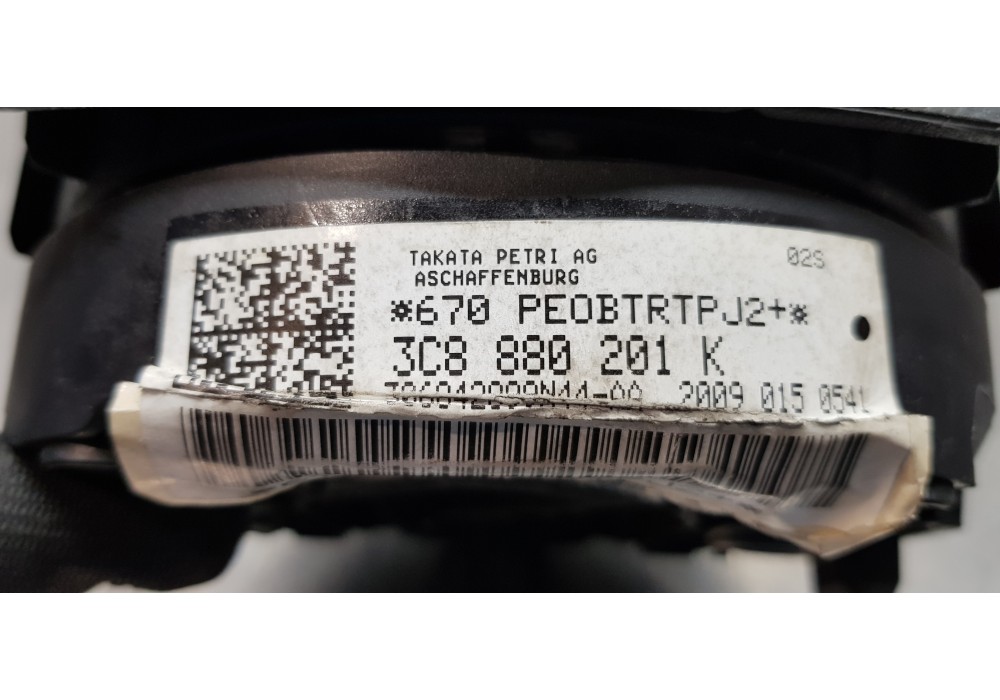 TAKATA PETRI AG 02S
ASCHAFFENBURG
*670 PEOBTRTPJ2+*
3C8 880 201 K
2009 015 0541